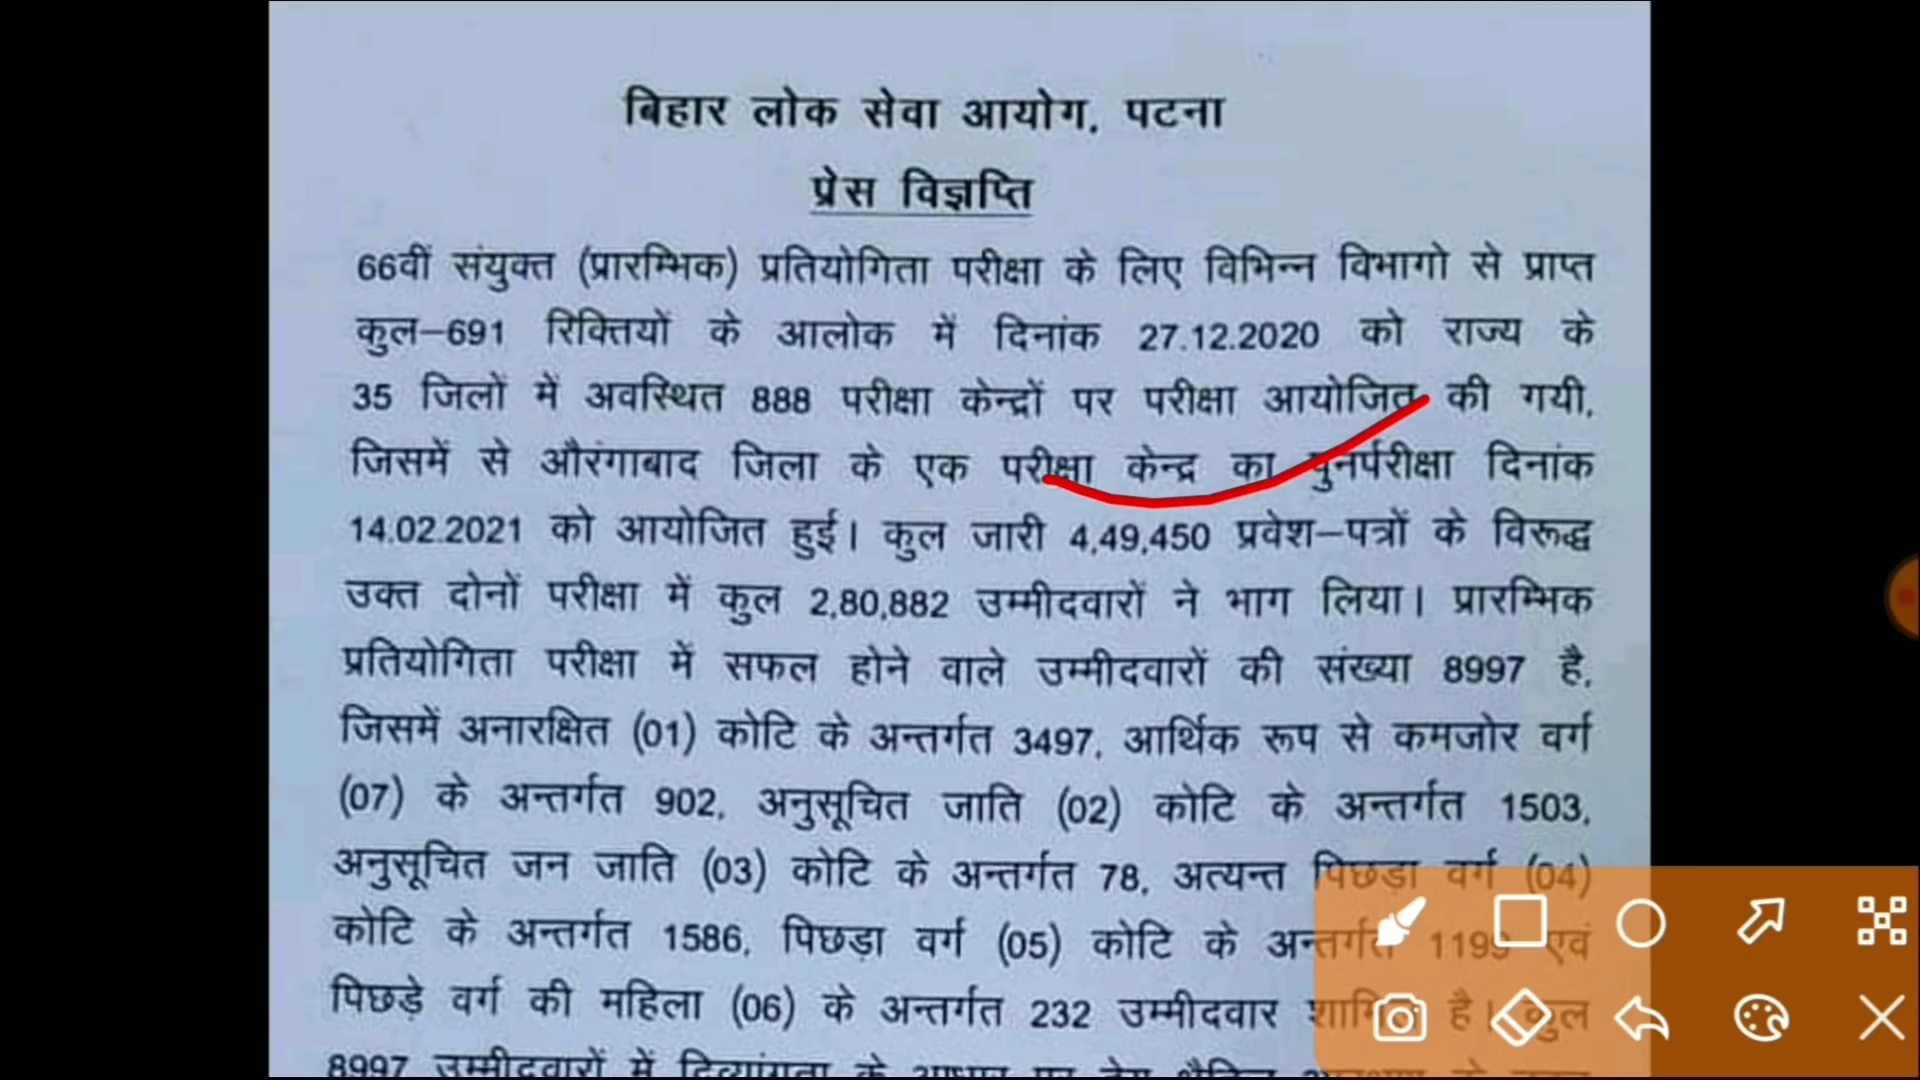 बिहार लोक सेवा आयोग, पटना
प्रेस विज्ञप्ति
66वीं संयुक्त (प्रारम्भिक) प्रतियोगिता परीक्षा के लिए विभिन्न विभागो से प्राप्त
कुल–691 रिक्तियों के आलोक में दिनांक 27.12.2020 को राज्य के
35 जिलों में अवस्थित 888 परीक्षा केन्द्रों पर परीक्षा आयोजित की गयी,
जिसमें से औरंगाबाद जिला के एक परीक्षा केन्द्र का पुनर्परीक्षा दिनांक
14.02.2021 को आयोजित हुई। कुल जारी 4,49,450 प्रवेश–पत्रों के विरूद्ध
उक्त दोनों परीक्षा में कुल 2,80,882 उम्मीदवारों ने भाग लिया। प्रारम्भिक
प्रतियोगिता परीक्षा में सफल होने वाले उम्मीदवारों की संख्या 8997 है,
जिसमें अनारक्षित (01) कोटि के अन्तर्गत 3497, आर्थिक रूप से कमजोर वर्ग
(07) के अन्तर्गत 902, अनुसूचित जाति (02) कोटि के अन्तर्गत 1503,
अनुसूचित जन जाति (03) कोटि के अन्तर्गत 78, अत्यन्त पिछड़ा वर्ग (04)
कोटि के अन्तर्गत 1586, पिछड़ा वर्ग (05) कोटि के अन्तर्गत 1199 एवं
पिछड़े वर्ग की महिला (06) के अन्तर्गत 232 उम्मीदवार शामिल है। कुल
8997 उम्मीदवारों में दिव्यांगता के